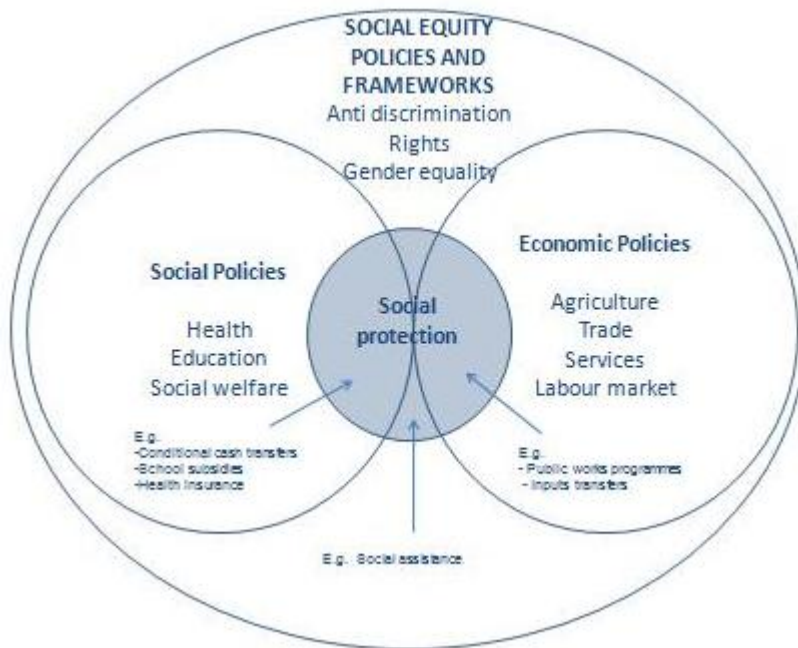 SOCIAL EQUITY
POLICIES AND
FRAMEWORKS
Anti discrimination
Rights
Gender equality
Social Policies
Health
Education
Social welfare
E.g.
-Conditional cash transfers
-School subsidies
-Health insurance
Social
protection
Economic Policies
Agriculture
Trade
Services
Labour market
E.g.
- Public works programmes
- Inputs transfers
E.g. Social assistance